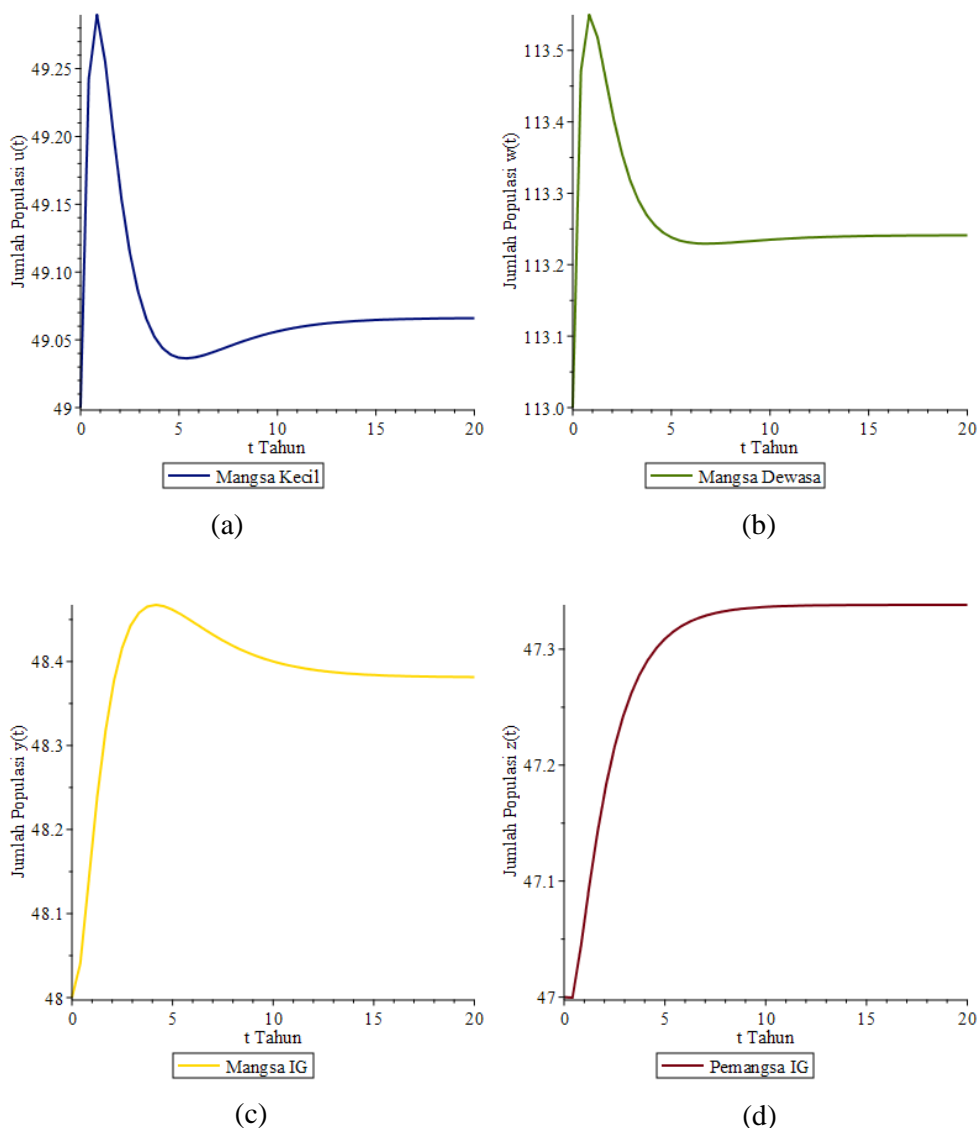 Jumlah Populasi u(t)
49.25
49.20
49.15
49.10
49.05
49
0 5 10 15 20
t Tahun
Mangsa Kecil
(a)
Jumlah Populasi w(t)
113.5
113.4
113.3
113.2
113.1
113.0
0 5 10 15 20
t Tahun
Mangsa Dewasa
(b)
Jumlah Populasi y(t)
48.4
48.3
48.2
48.1
48
0 5 10 15 20
t Tahun
Mangsa IG
(c)
Jumlah Populasi z(t)
47.3
47.2
47.1
47
0 5 10 15 20
t Tahun
Pemangsa IG
(d)